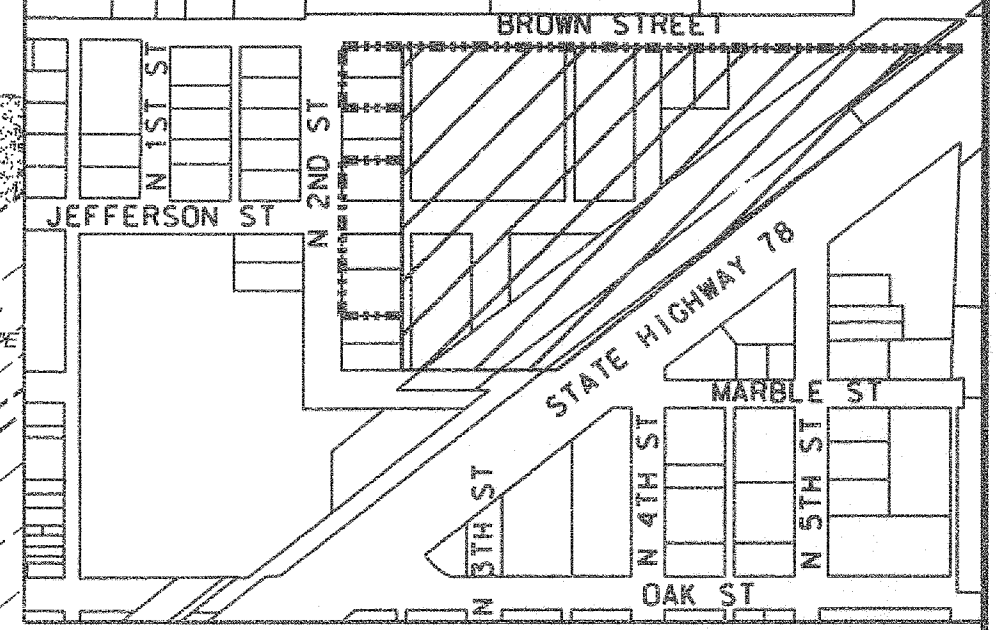 BROWN STREET
N 1ST ST
N 2ND ST
JEFFERSON ST
STATE HIGHWAY 78
MARBLE ST
N 3TH ST
N 4TH ST
N 5TH ST
OAK ST